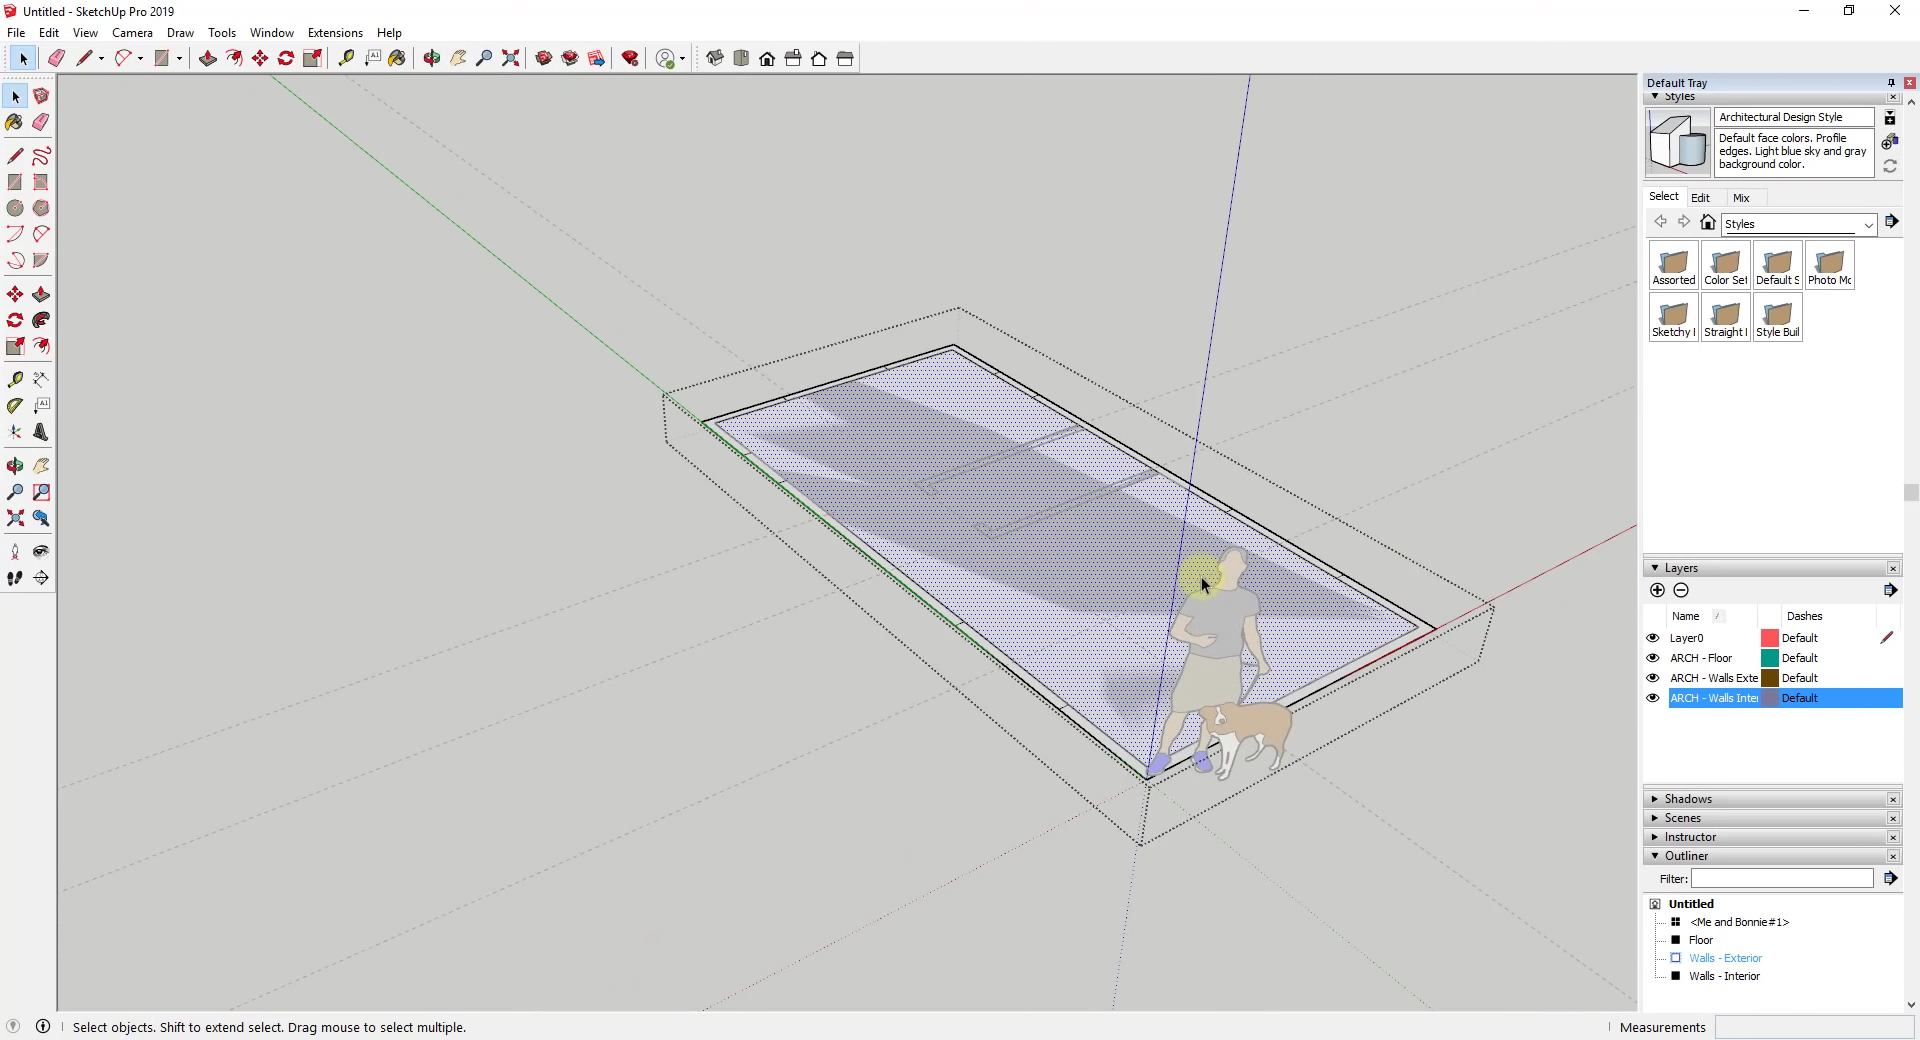 Untitled - SketchUp Pro 2019
File Edit View Camera Draw Tools Window Extensions Help
Default Tray
Styles
Architectural Design Style
Default face colors. Profile
edges. Light blue sky and gray
background color.
Select Edit Mix
Styles
Assorted Color Set Default S Photo Mc
Sketchy I Straight I Style Buil
Layers
Name Dashes
Layer0 Default
ARCH - Floor Default
ARCH - Walls Exte Default
ARCH - Walls Inte Default
Shadows
Scenes
Instructor
Outliner
Filter:
Untitled
<Me and Bonnie#1>
Floor
Walls - Exterior
Walls - Interior
Select objects. Shift to extend select. Drag mouse to select multiple.
Measurements